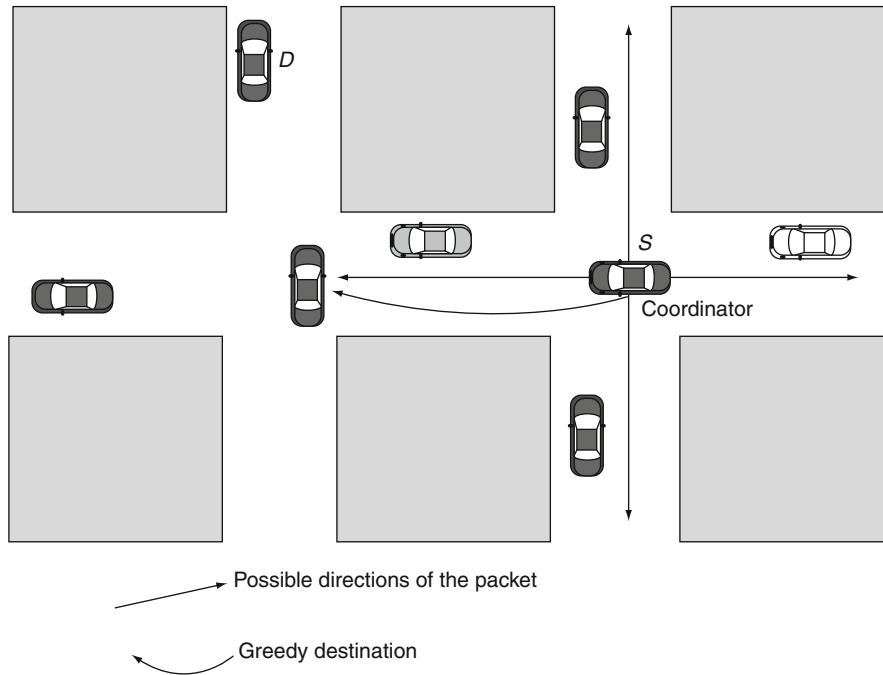 D
S
Coordinator
Possible directions of the packet
Greedy destination